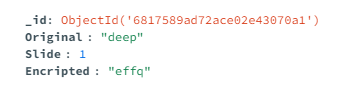 _id: ObjectId('6817589ad72ace02e43070a1')
Original : "deep"
Slide : 1
Encripted : "effq"